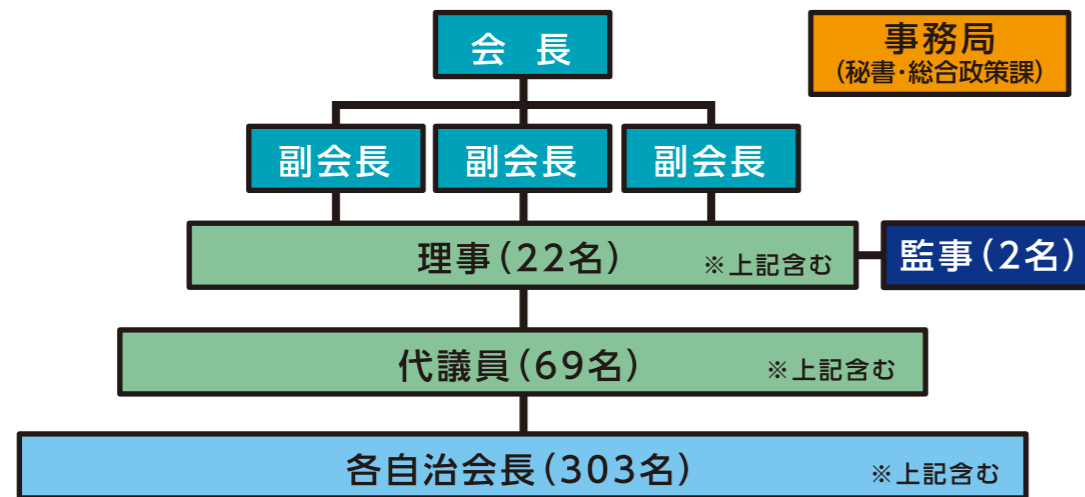 会 長
事務局
(秘書・総合政策課)
副会長
副会長
副会長
理事(22名) ※上記含む
監事(2名)
代議員(69名) ※上記含む
各自治会長(303名) ※上記含む